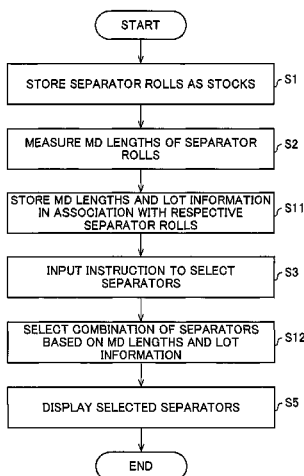 START
STORE SEPARATOR ROLLS AS STOCKS
S1
MEASURE MD LENGTHS OF SEPARATOR
ROLLS
S2
STORE MD LENGTHS AND LOT INFORMATION
IN ASSOCIATION WITH RESPECTIVE
SEPARATOR ROLLS
S11
INPUT INSTRUCTION TO SELECT
SEPARATORS
S3
SELECT COMBINATION OF SEPARATORS
BASED ON MD LENGTHS AND LOT
INFORMATION
S12
DISPLAY SELECTED SEPARATORS
S5
END